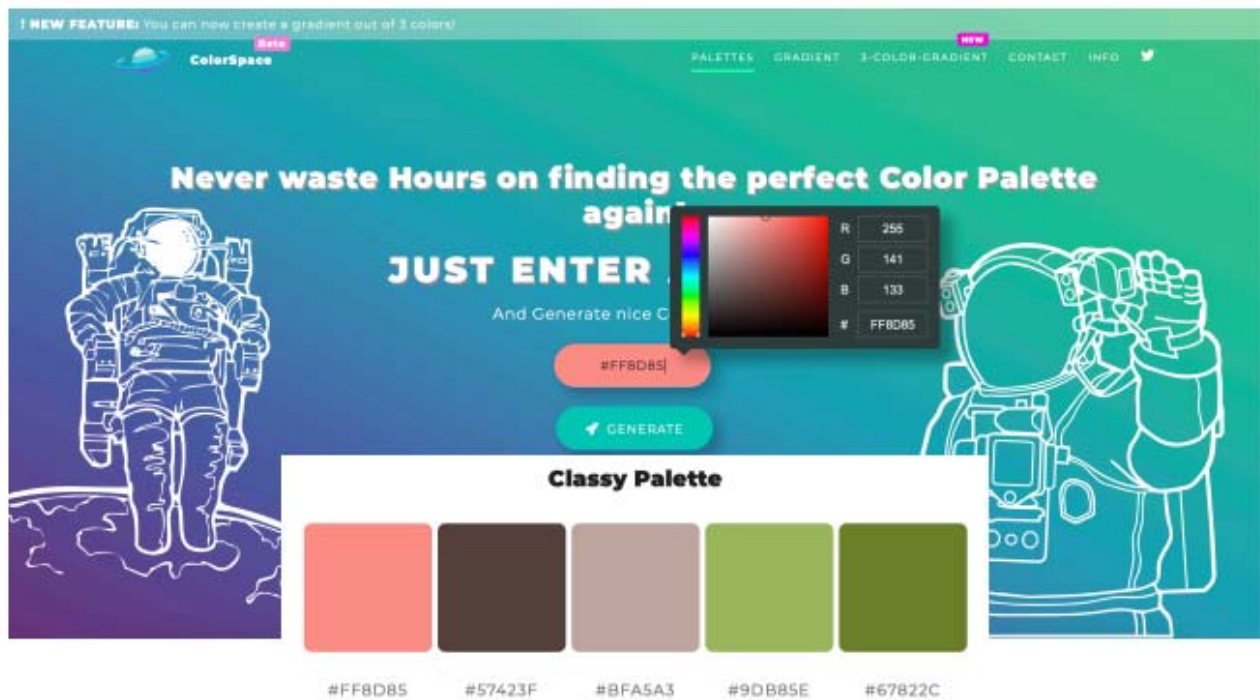 ! NEW FEATURE: You can now create a gradient out of 3 colors!
Beta
ColorSpace
NEW
PALETTES GRADIENT 3-COLOR-GRADIENT CONTACT INFO
Never waste Hours on finding the perfect Color Palette
again!
JUST ENTER
And Generate nice C
R 255
G 141
B 133
# FF8D85
#FF8D85
GENERATE
Classy Palette
#FF8D85 #57423F #BFA5A3 #9DB85E #67822C